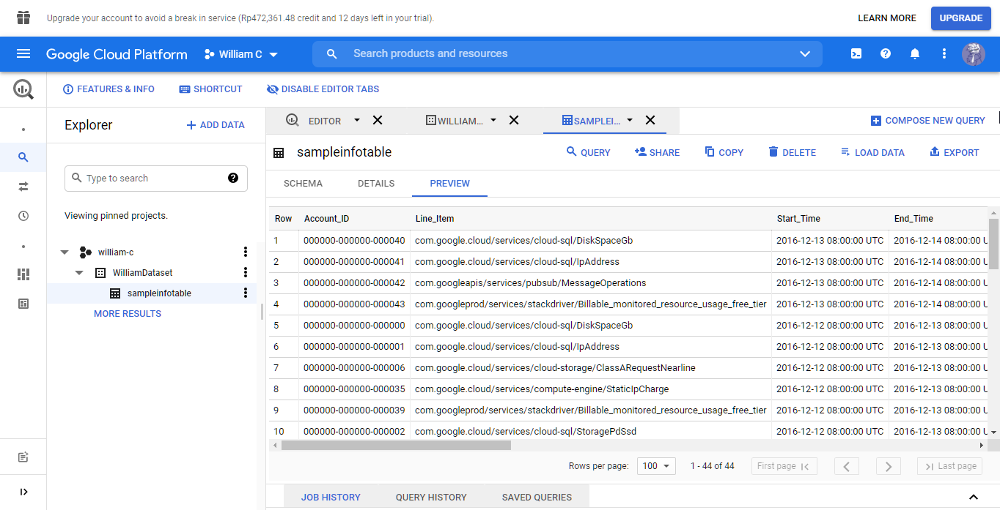 Upgrade your account to avoid a break in service (Rp472,361.48 credit and 12 days left in your trial).
LEARN MORE
UPGRADE
Google Cloud Platform
William C
Search products and resources
FEATURES & INFO
SHORTCUT
DISABLE EDITOR TABS
Explorer
ADD DATA
Type to search
Viewing pinned projects.
william-c
WilliamDataset
sampleinfotable
MORE RESULTS
EDITOR
WILLIAM...
SAMPLEI...
COMPOSE NEW QUERY
sampleinfotable
QUERY
SHARE
COPY
DELETE
LOAD DATA
EXPORT
SCHEMA
DETAILS
PREVIEW
Row Account_ID Line_Item Start_Time End_Time
1 000000-000000-000040 com.google.cloud/services/cloud-sql/DiskSpaceGb 2016-12-13 08:00:00 UTC 2016-12-14 08:00:00 U
2 000000-000000-000041 com.google.cloud/services/cloud-sql/IpAddress 2016-12-13 08:00:00 UTC 2016-12-14 08:00:00 U
3 000000-000000-000042 com.googleapis/services/pubsub/MessageOperations 2016-12-13 08:00:00 UTC 2016-12-14 08:00:00 U
4 000000-000000-000043 com.googleprod/services/stackdriver/Billable_monitored_resource_usage_free_tier 2016-12-13 08:00:00 UTC 2016-12-14 08:00:00 U
5 000000-000000-000000 com.google.cloud/services/cloud-sql/DiskSpaceGb 2016-12-12 08:00:00 UTC 2016-12-13 08:00:00 U
6 000000-000000-000001 com.google.cloud/services/cloud-sql/IpAddress 2016-12-12 08:00:00 UTC 2016-12-13 08:00:00 U
7 000000-000000-000006 com.google.cloud/services/cloud-storage/ClassARequestNearline 2016-12-12 08:00:00 UTC 2016-12-13 08:00:00 U
8 000000-000000-000035 com.google.cloud/services/compute-engine/StaticIpCharge 2016-12-12 08:00:00 UTC 2016-12-13 08:00:00 U
9 000000-000000-000039 com.googleprod/services/stackdriver/Billable_monitored_resource_usage_free_tier 2016-12-12 08:00:00 UTC 2016-12-13 08:00:00 U
10 000000-000000-000002 com.google.cloud/services/cloud-sql/StoragePdSsd 2016-12-12 08:00:00 UTC 2016-12-13 08:00:00 U
Rows per page: 100 1 - 44 of 44 First page Last page
JOB HISTORY
QUERY HISTORY
SAVED QUERIES